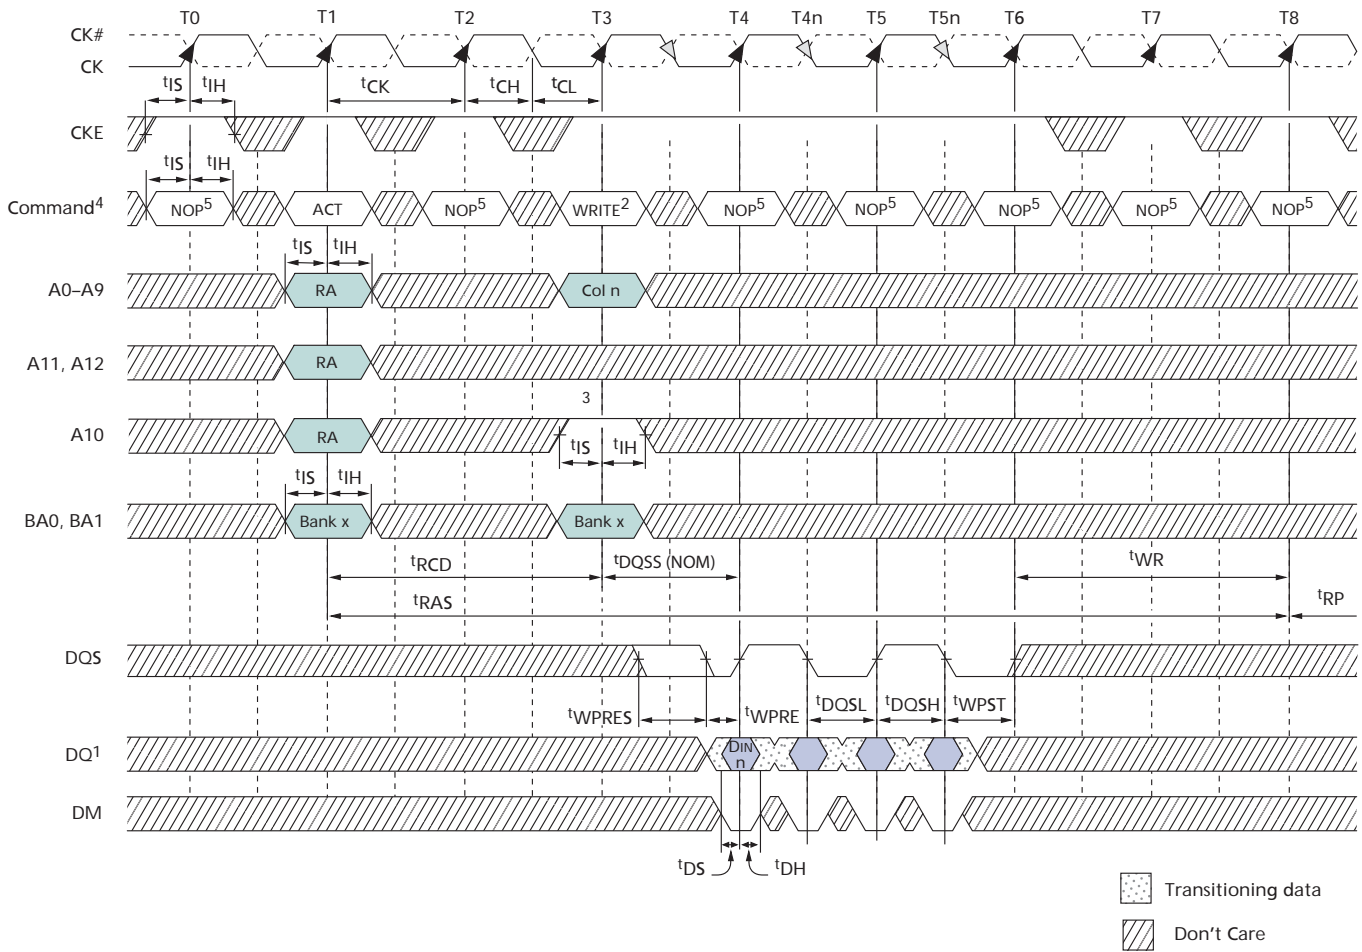 T0 T1 T2 T3 T4 T4n T5 T5n T6 T7 T8
CK#
CK
tIS tIH tCK tCH tCL
CKE
tIS tIH
Command4 NOP5 ACT NOP5 WRITE2 NOP5 NOP5 NOP5 NOP5 NOP5
tIS tIH
A0–A9 RA Col n
A11, A12 RA
3
A10 RA
tIS tIH
tIS tIH
BA0, BA1 Bank x Bank x
tRCD tDQSS (NOM) tWR
tRAS tRP
DQS
tWPRES tWPRE tDQSL tDQSH tWPST
DQ1 DIN
n
DM
tDS tDH
Transitioning data
Don't Care